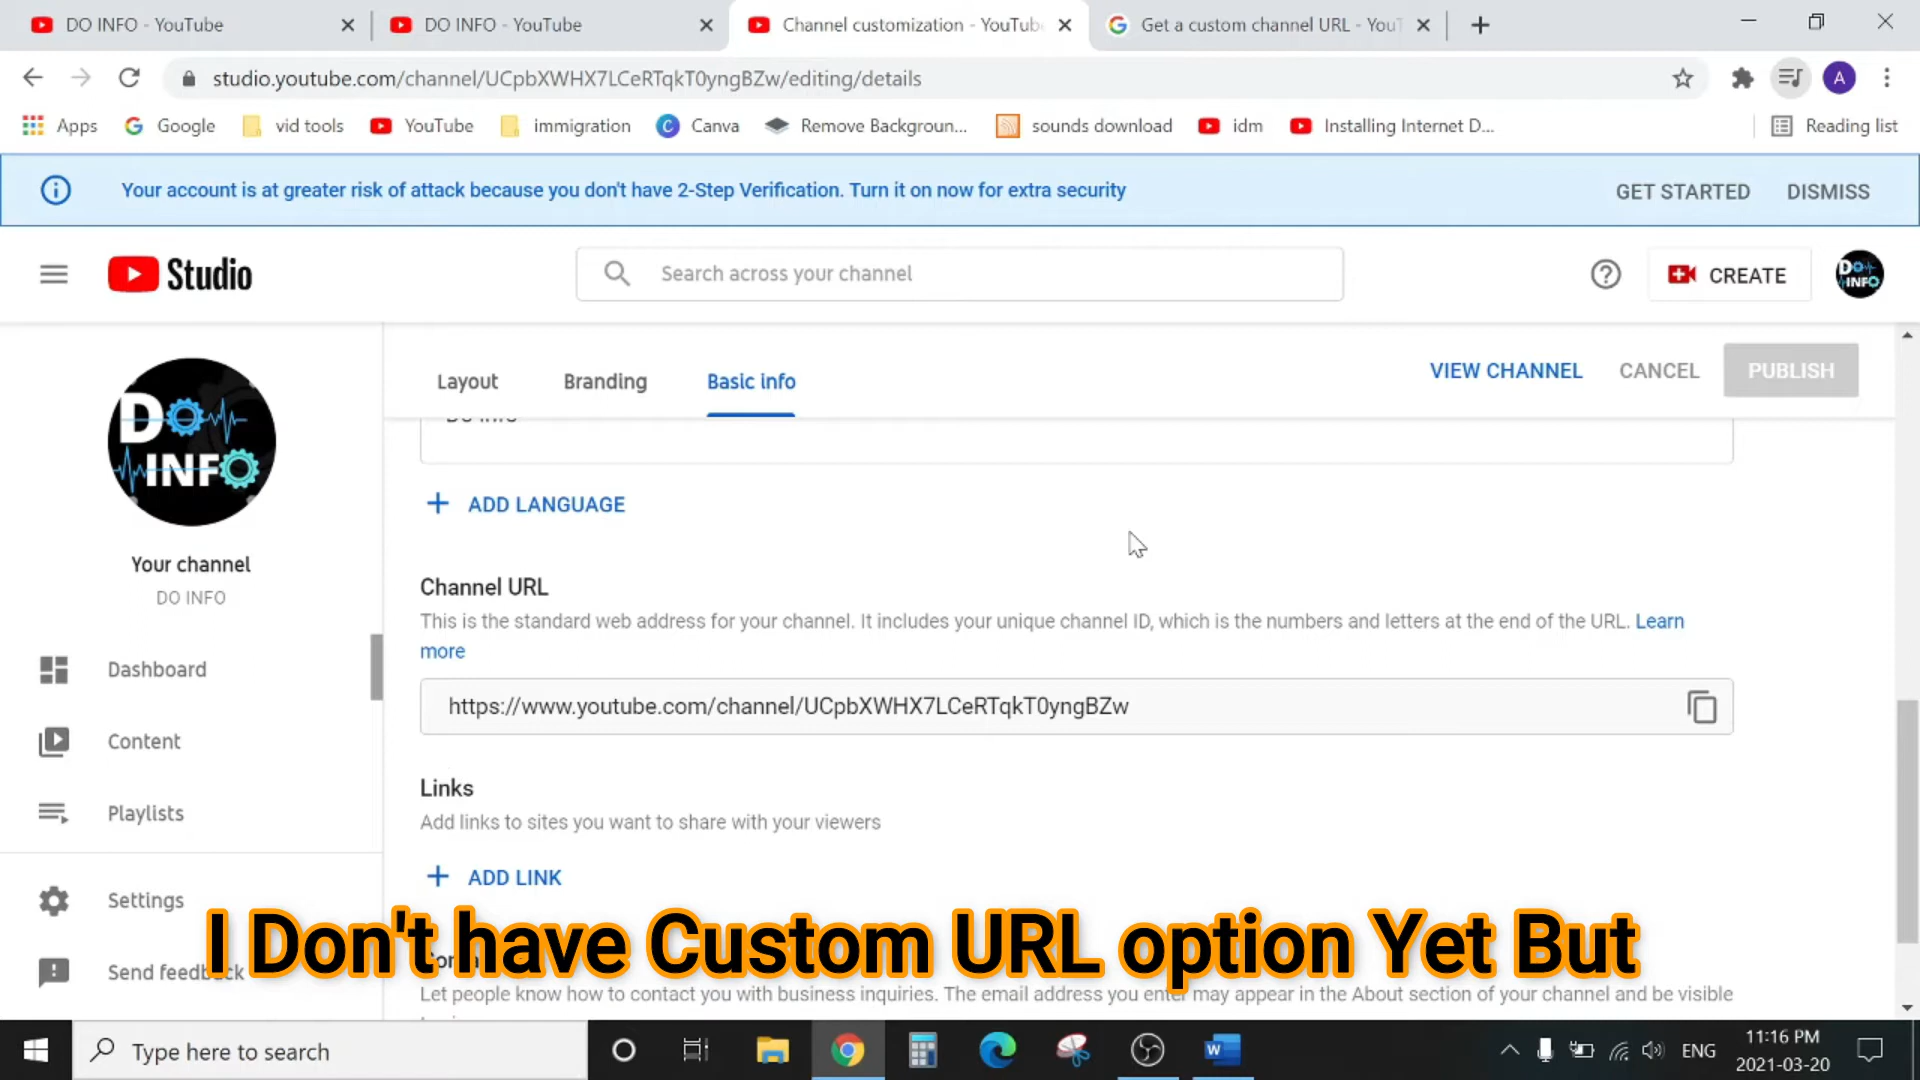 DO INFO - YouTube
DO INFO - YouTube
Channel customization - YouTube
Get a custom channel URL - YouT
studio.youtube.com/channel/UCpbXWHX7LCeRTqkT0yngBZw/editing/details
A
Apps
Google
vid tools
YouTube
immigration
Canva
Remove Backgroun...
sounds download
idm
Installing Internet D...
Reading list
Your account is at greater risk of attack because you don't have 2-Step Verification. Turn it on now for extra security
GET STARTED
DISMISS
Studio
Search across your channel
CREATE
DO INFO
Layout
Branding
Basic info
VIEW CHANNEL
CANCEL
PUBLISH
DO INFO
Your channel
DO INFO
Dashboard
Content
Playlists
Settings
Send feedback
ADD LANGUAGE
Channel URL
This is the standard web address for your channel. It includes your unique channel ID, which is the numbers and letters at the end of the URL. Learn
more
https://www.youtube.com/channel/UCpbXWHX7LCeRTqkT0yngBZw
Links
Add links to sites you want to share with your viewers
ADD LINK
I Don't have Custom URL option Yet But
Let people know how to contact you with business inquiries. The email address you enter may appear in the About section of your channel and be visible
Type here to search
ENG
11:16 PM
2021-03-20